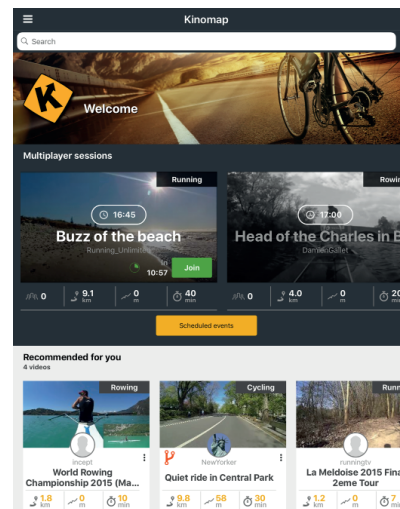 Kinomap
Search
Welcome
Multiplayer sessions
Running
16:45
Buzz of the beach
Running_Unlimited
In
10:57
Join
0
9.1
km
0
m
40
min
17:00
Head of the Charles in B
DamienGallet
0
4.0
km
0
m
20
min
Scheduled events
Recommended for you
4 videos
Rowing
incept
World Rowing
Championship 2015 (Ma...
1.8
km
0
m
10
min
Cycling
NewYorker
Quiet ride in Central Park
9.8
km
58
m
30
min
runningtv
La Meldoise 2015 Fina
2eme Tour
1.2
km
0
m
7
min